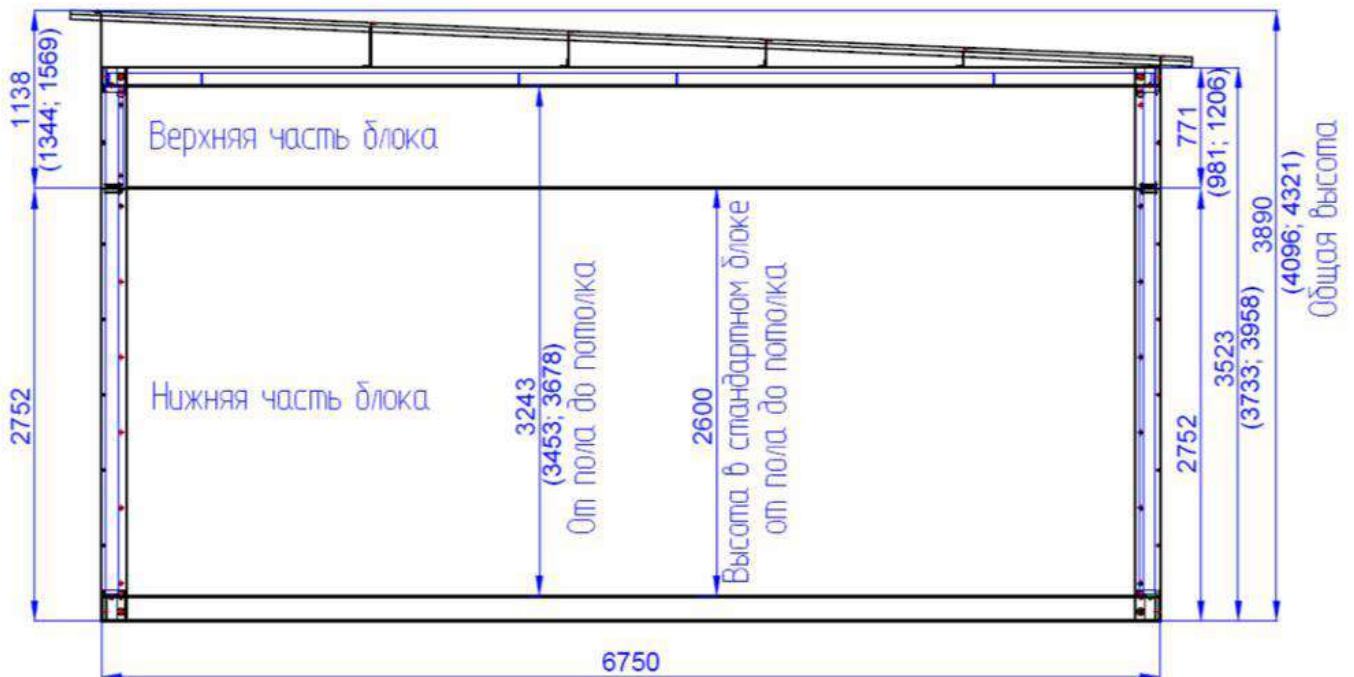 1138
(1344; 1569)
2752
Верхняя часть блока
Нижняя часть блока
3243
(3453; 3678)
От пола до потолка
2600
Высота в стандартном блоке
от пола до потолка
771
(981; 1206)
2752
3523
(3733; 3958)
3890
(4096; 4321)
Общая высота
6750